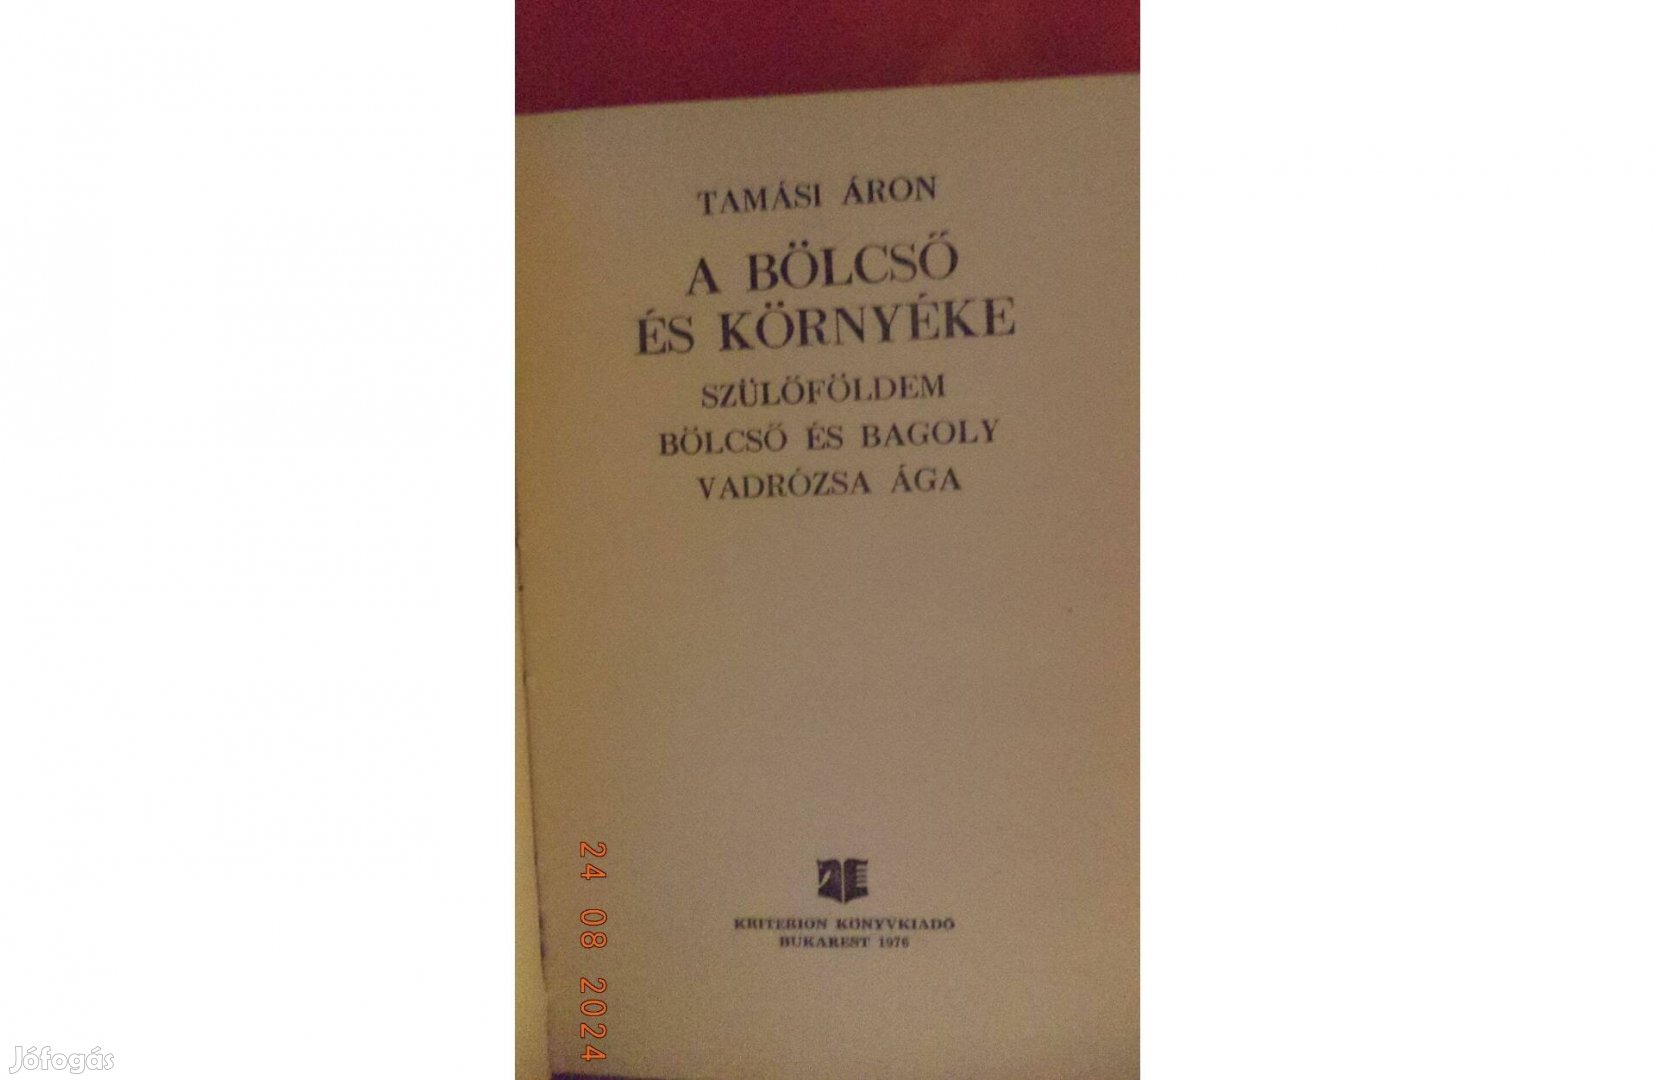 TAMÁSI ÁRON
A BÖLCSŐ
ÉS KÖRNYÉKE
SZÜLŐFÖLDEM
BÖLCSŐ ÉS BAGOLY
VADRÓZSA ÁGA
KRITERION KÖNYVKIADÓ
BUKAREST 1976
24 08 2024
Jófogás